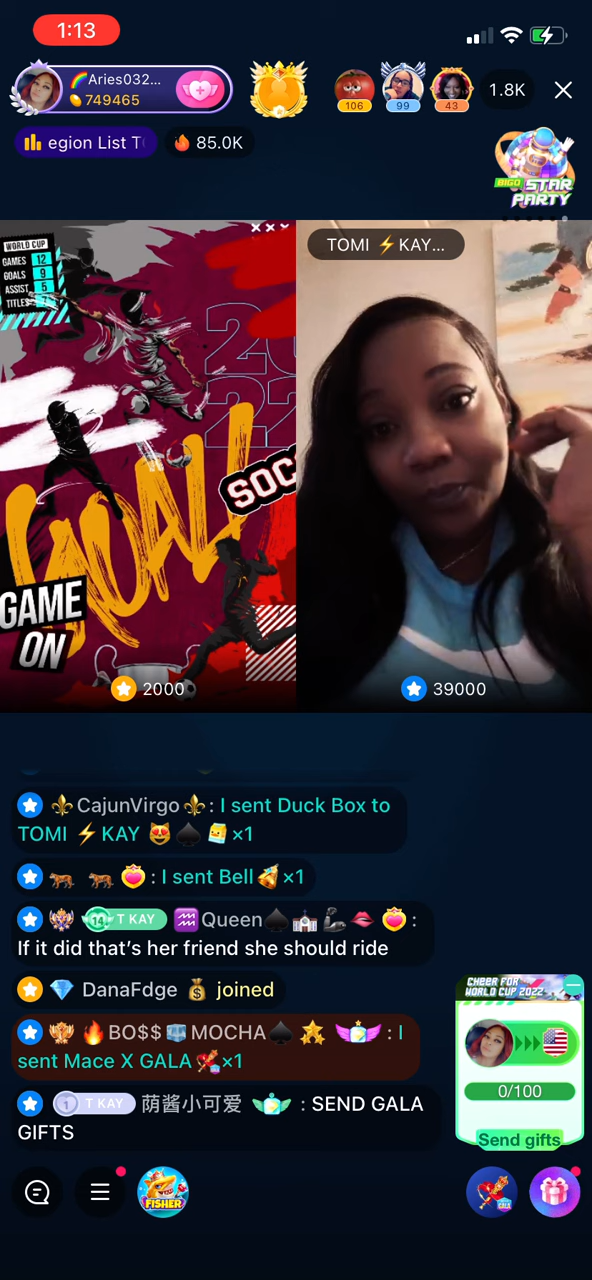 1:13
🌈Aries032...
749465
106
99
43
1.8K
egion List T
85.0K
BIGO STAR
PARTY
WORLD CUP
GAMES 12
GOALS 9
ASSIST 5
TITLES
TOMI ⚡KAY...
2022
GOAL
SOC
GAME
ON
2000
39000
⚜️CajunVirgo⚜️: I sent Duck Box to
TOMI ⚡KAY 😻♠️ ×1
🐅 🐅 : I sent Bell ×1
14 T KAY ♒Queen♠️🏰🦾💋 :
If it did that's her friend she should ride
💎 DanaFdge 💰 joined
🔥BO$$🧊MOCHA♠️ : I
sent Mace X GALA ×1
1 T KAY 荫酱小可爱 : SEND GALA
GIFTS
CHEER FOR
WORLD CUP 2022
0/100
Send gifts
FISHER
GALA